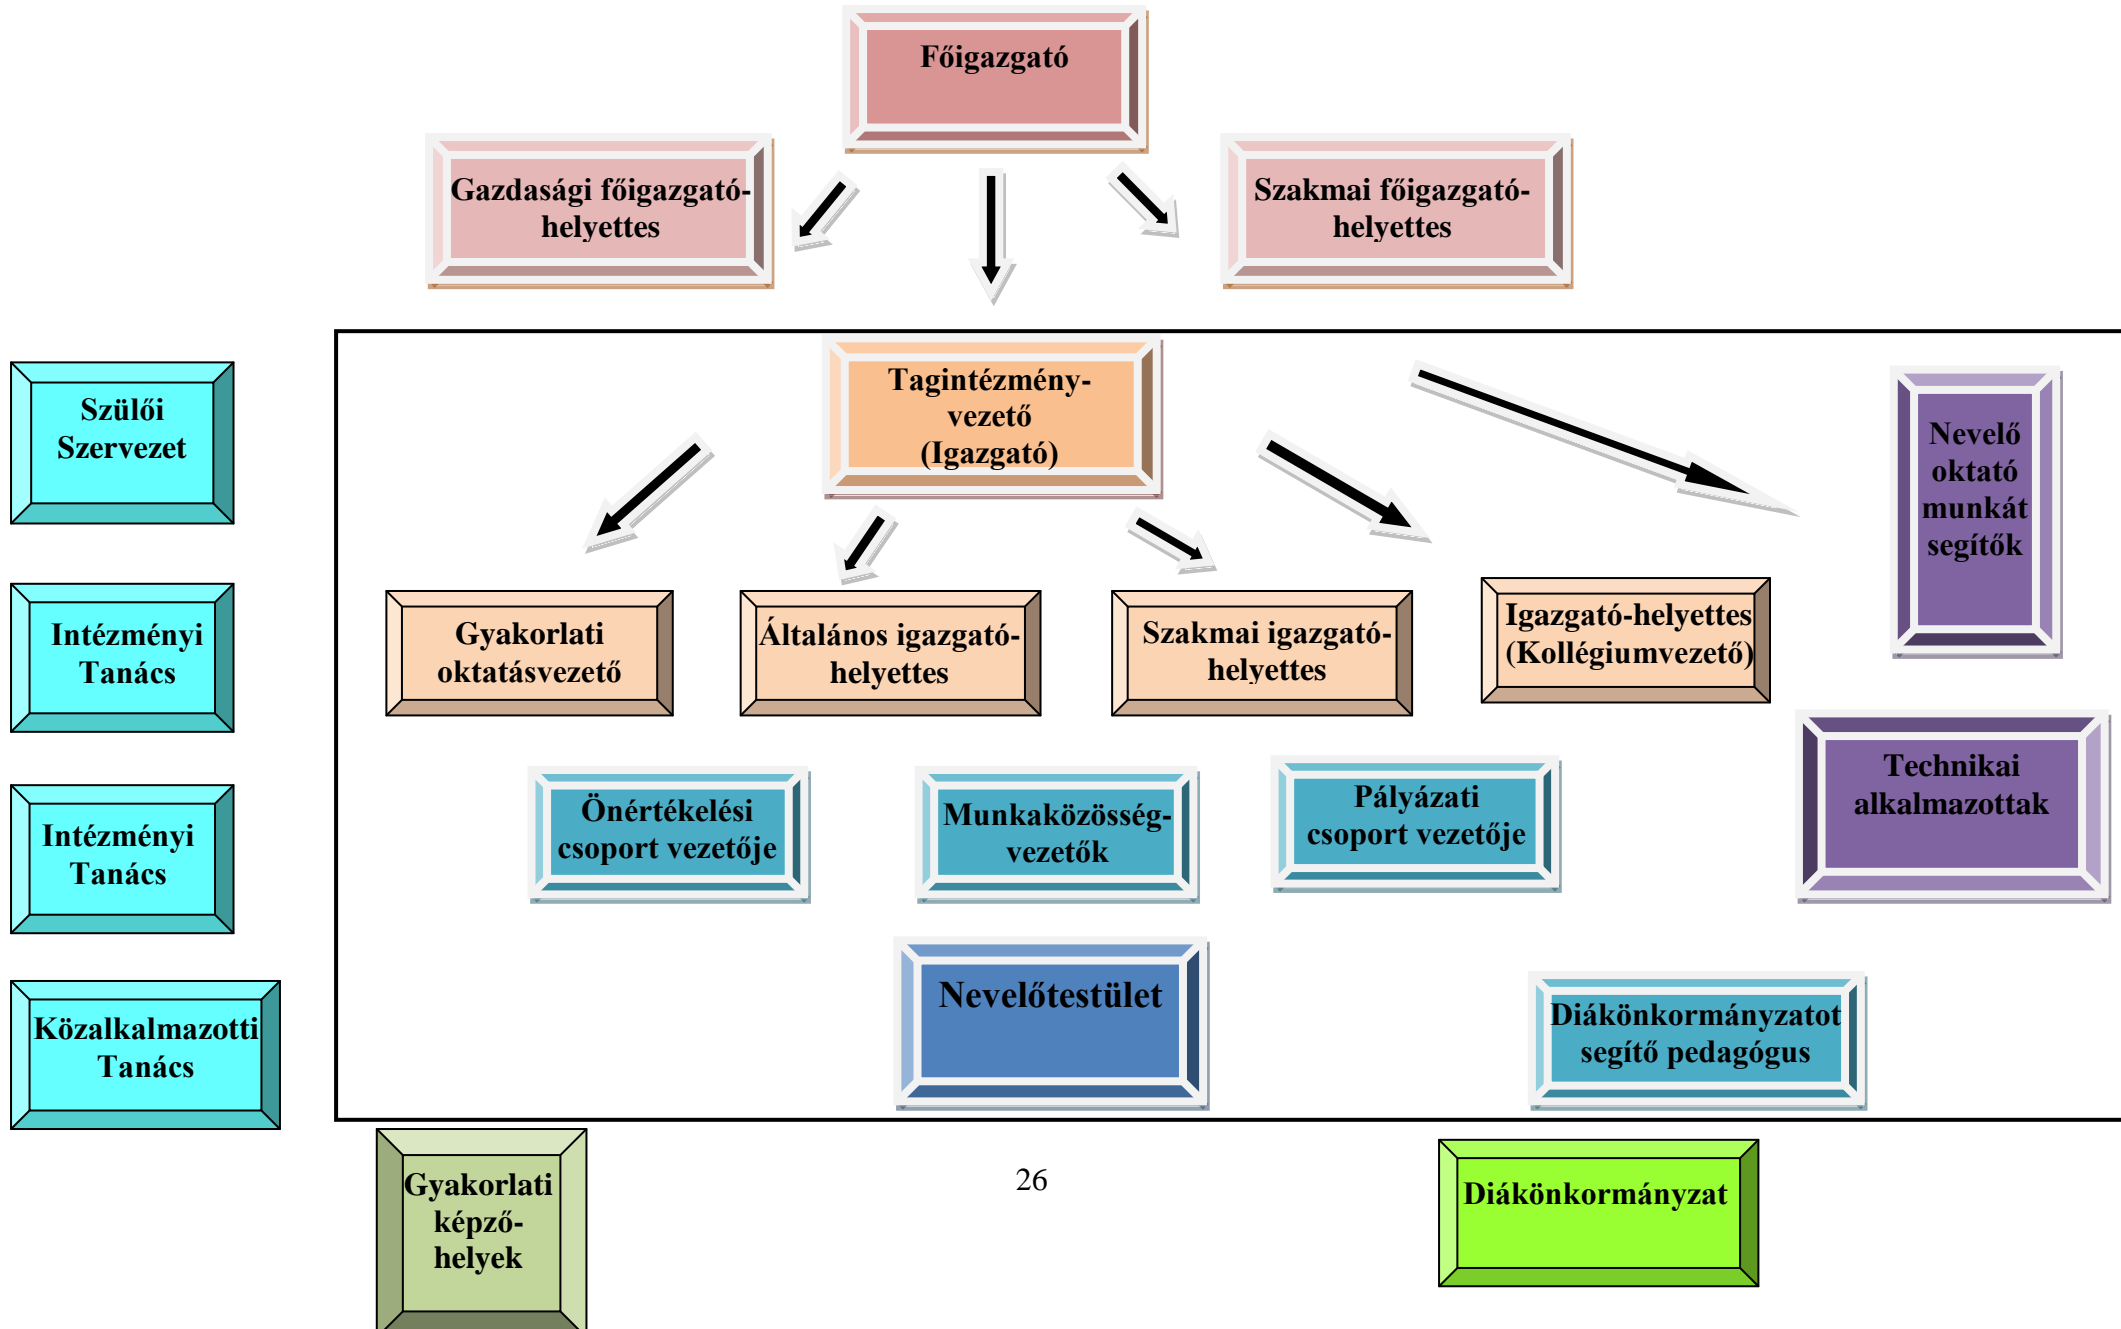 Főigazgató
Gazdasági főigazgató-
helyettes
Szakmai főigazgató-
helyettes
Szülői
Szervezet
Tagintézmény-
vezető
(Igazgató)
Nevelő
oktató
munkát
segítők
Intézményi
Tanács
Gyakorlati
oktatásvezető
Általános igazgató-
helyettes
Szakmai igazgató-
helyettes
Igazgató-helyettes
(Kollégiumvezető)
Technikai
alkalmazottak
Intézményi
Tanács
Önértékelési
csoport vezetője
Munkaközösség-
vezetők
Pályázati
csoport vezetője
Közalkalmazotti
Tanács
Nevelőtestület
Diákönkormányzatot
segítő pedagógus
Gyakorlati
képző-
helyek
26
Diákönkormányzat